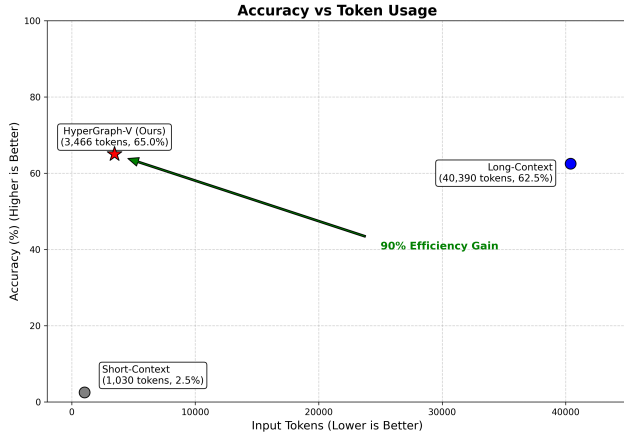 Accuracy vs Token Usage
Accuracy (%) (Higher is Better)
100
80
60
40
20
0
HyperGraph-V (Ours)
(3,466 tokens, 65.0%)
Long-Context
(40,390 tokens, 62.5%)
90% Efficiency Gain
Short-Context
(1,030 tokens, 2.5%)
0
10000
20000
30000
40000
Input Tokens (Lower is Better)